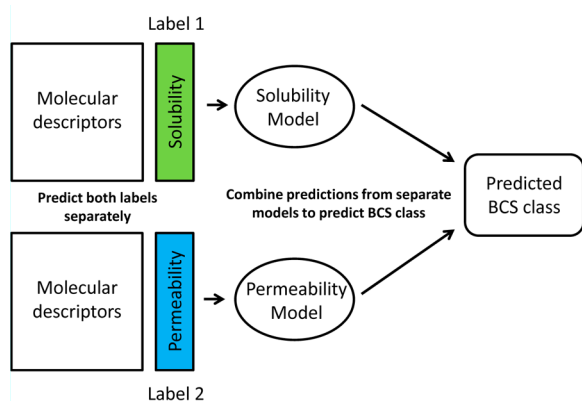 Label 1
Molecular
descriptors
Solubility
Solubility
Model
Predict both labels
separately
Combine predictions from separate
models to predict BCS class
Predicted
BCS class
Molecular
descriptors
Permeability
Permeability
Model
Label 2